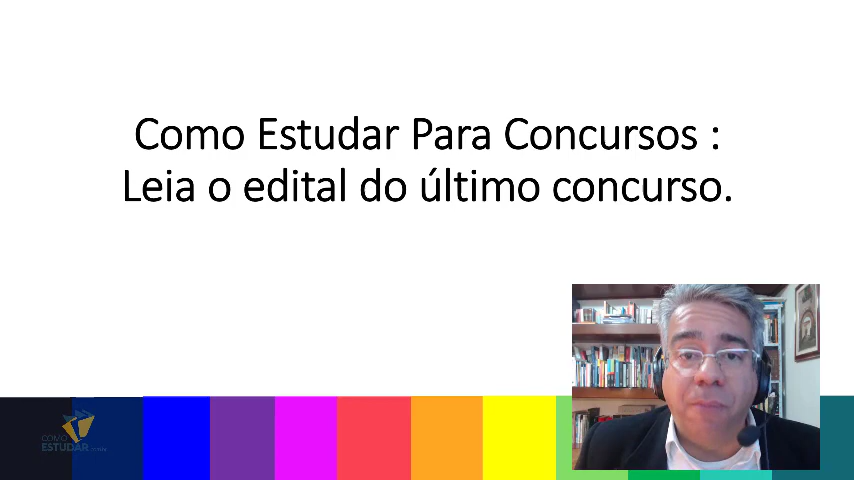 Como Estudar Para Concursos :
Leia o edital do último concurso.
COMO
ESTUDAR